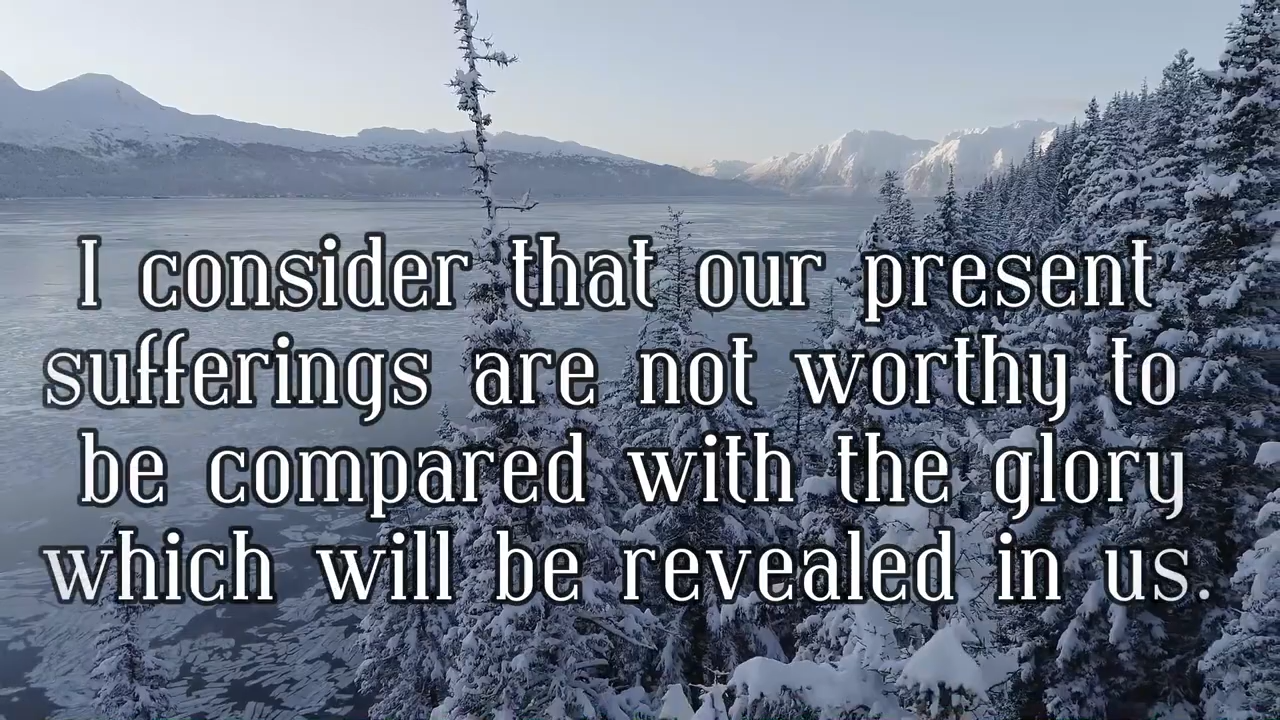 I consider that our present
sufferings are not worthy to
be compared with the glory
which will be revealed in us.